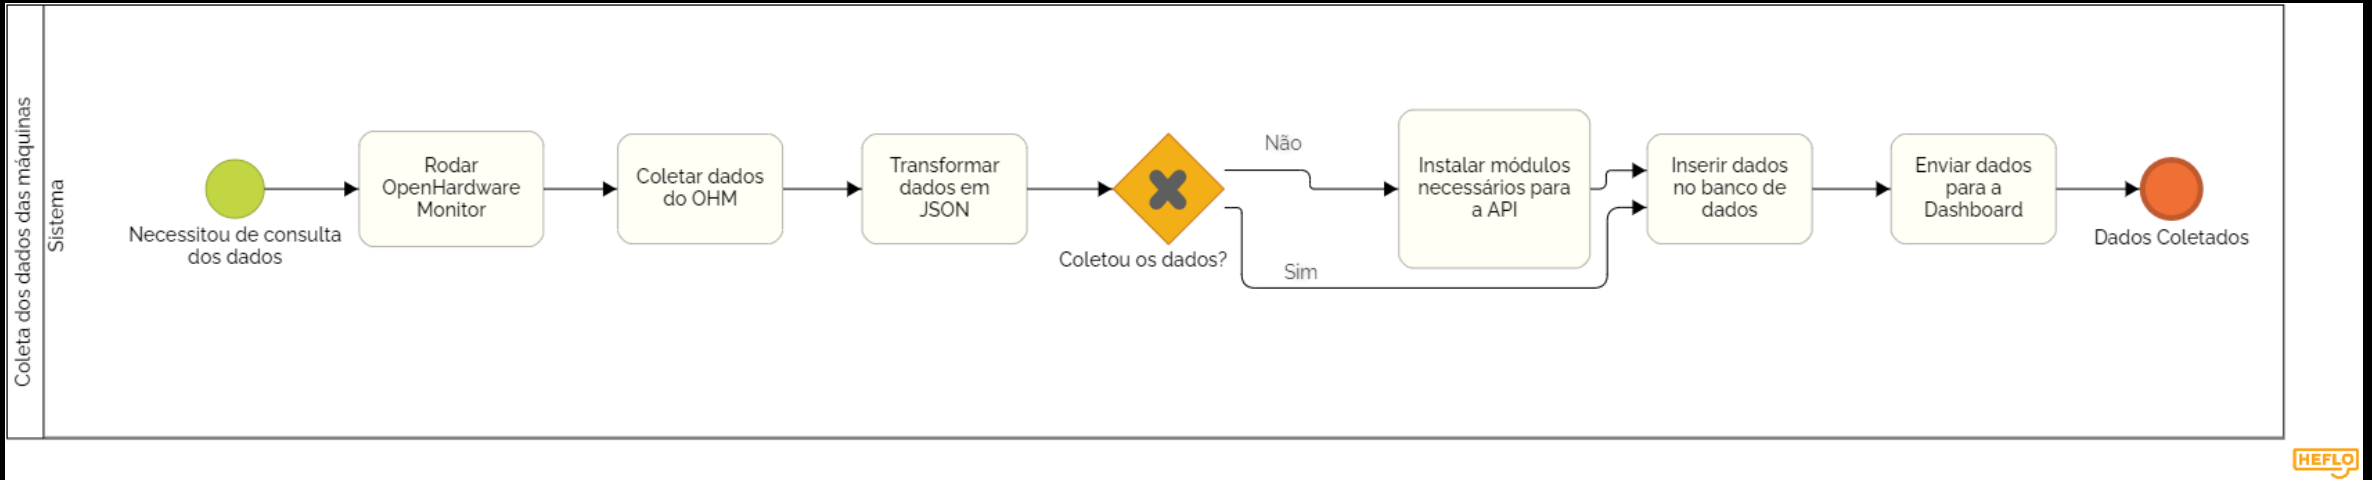 Coleta dos dados das máquinas
Sistema
Necessitou de consulta
dos dados
Rodar
OpenHardware
Monitor
Coletar dados
do OHM
Transformar
dados em
JSON
Coletou os dados?
Não
Sim
Instalar módulos
necessários para
a API
Inserir dados
no banco de
dados
Enviar dados
para a
Dashboard
Dados Coletados
HEFLO